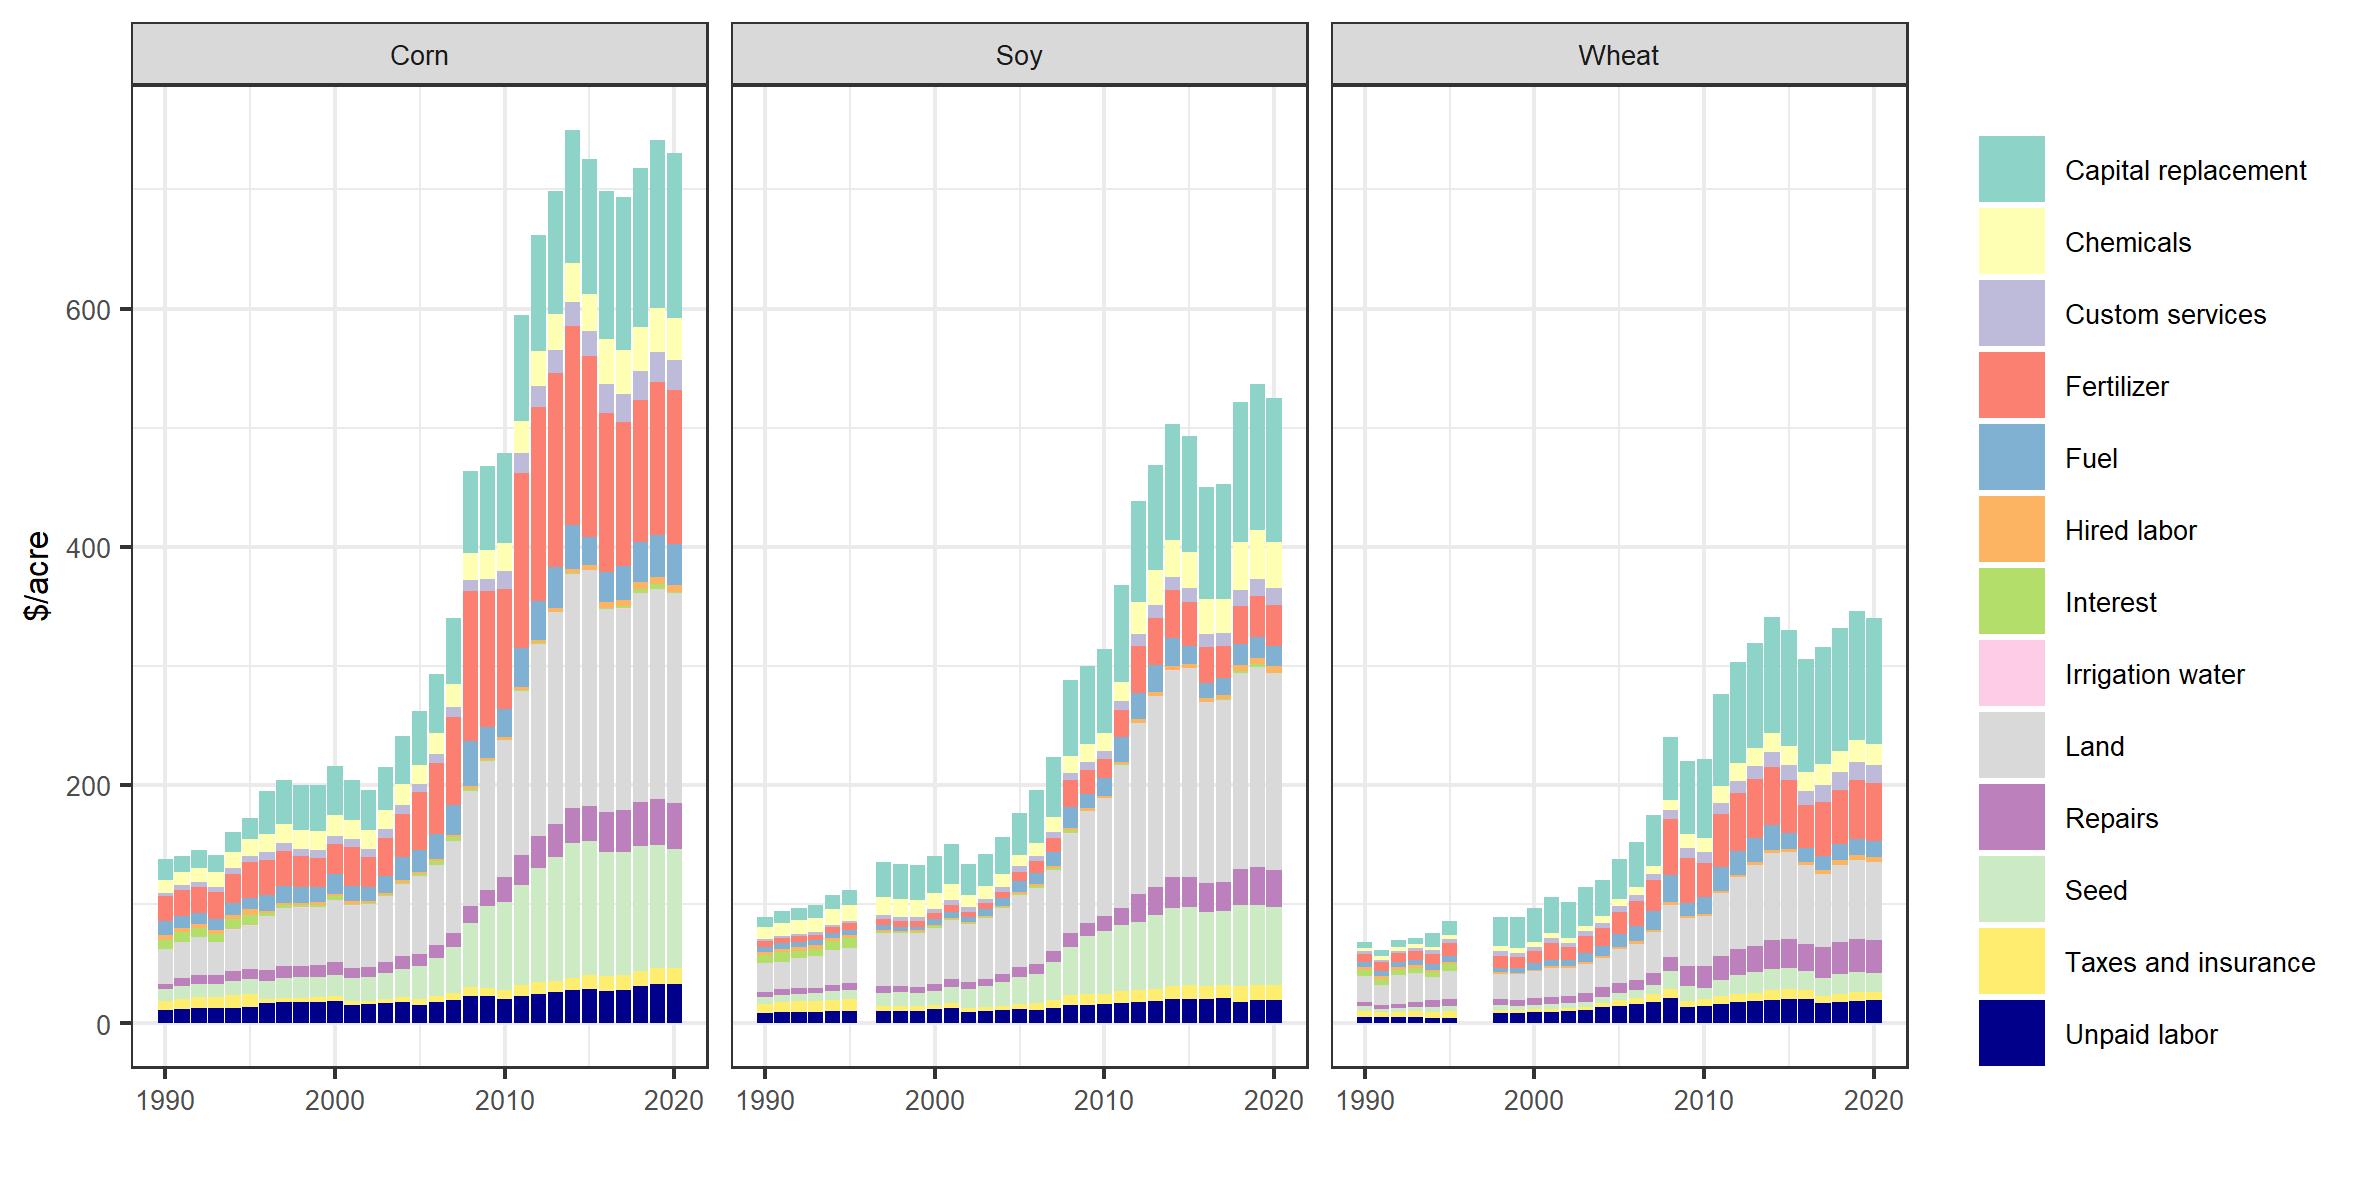 Corn
Soy
Wheat
$/acre
600
400
200
0
1990 2000 2010 2020
1990 2000 2010 2020
1990 2000 2010 2020
Capital replacement
Chemicals
Custom services
Fertilizer
Fuel
Hired labor
Interest
Irrigation water
Land
Repairs
Seed
Taxes and insurance
Unpaid labor